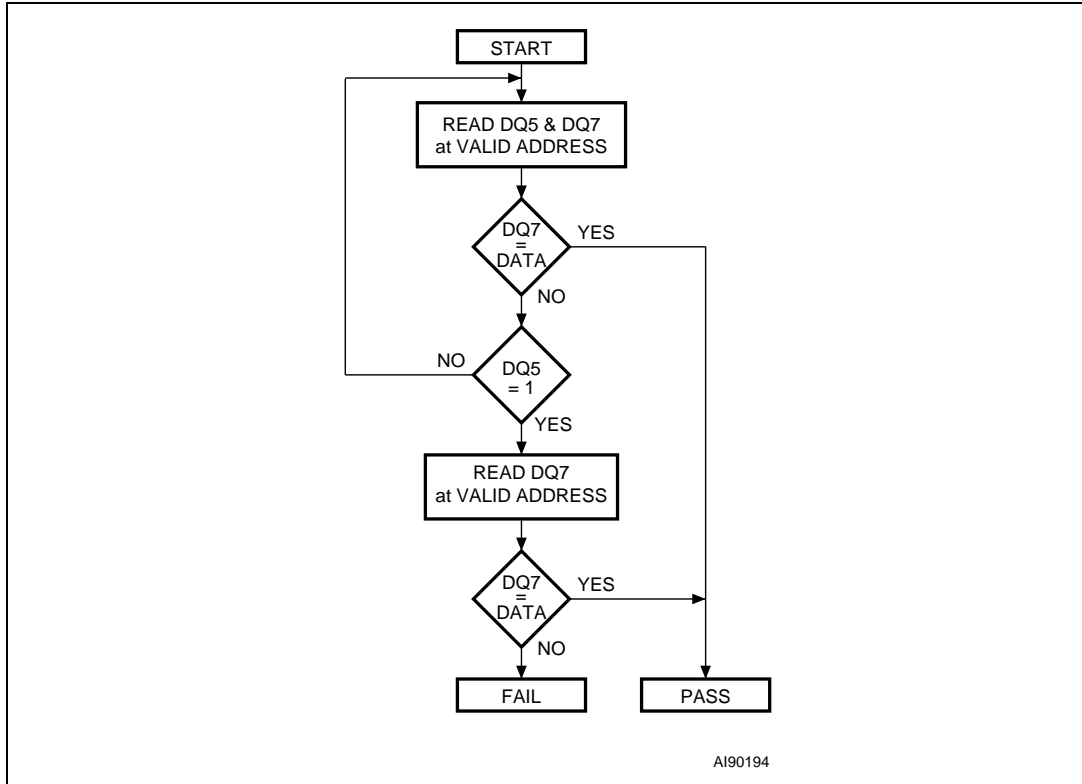 START
READ DQ5 & DQ7
at VALID ADDRESS
DQ7
=
DATA
YES
NO
DQ5
= 1
NO
YES
READ DQ7
at VALID ADDRESS
DQ7
=
DATA
YES
NO
FAIL
PASS
AI90194